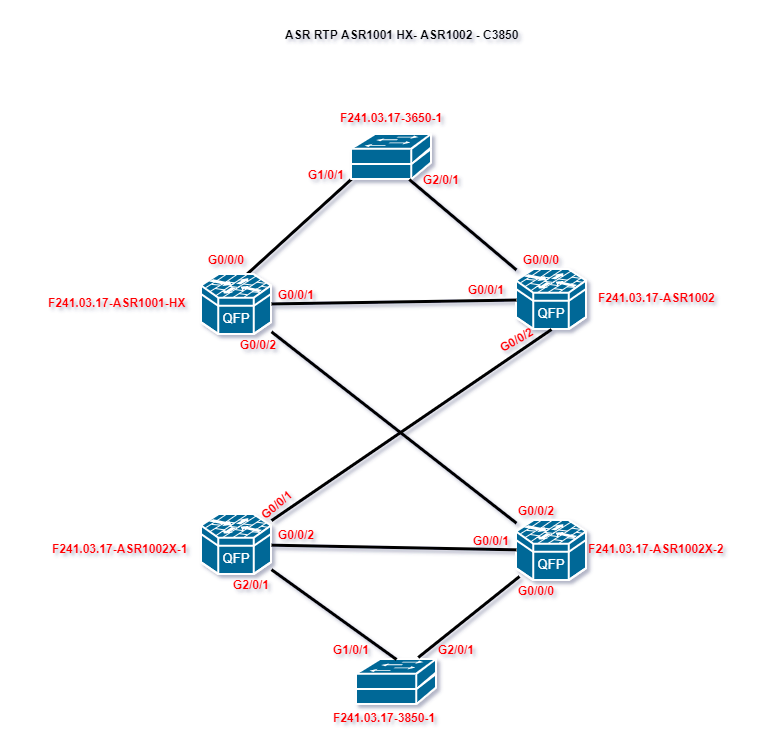 ASR RTP ASR1001 HX- ASR1002 - C3850
F241.03.17-3650-1
G1/0/1
G2/0/1
G0/0/0
G0/0/0
F241.03.17-ASR1001-HX
QFP
G0/0/1
G0/0/1
QFP
F241.03.17-ASR1002
G0/0/2
G0/0/2
G0/0/1
G0/0/2
F241.03.17-ASR1002X-1
QFP
G0/0/2
G0/0/1
QFP
F241.03.17-ASR1002X-2
G2/0/1
G0/0/0
G1/0/1
G2/0/1
F241.03.17-3850-1